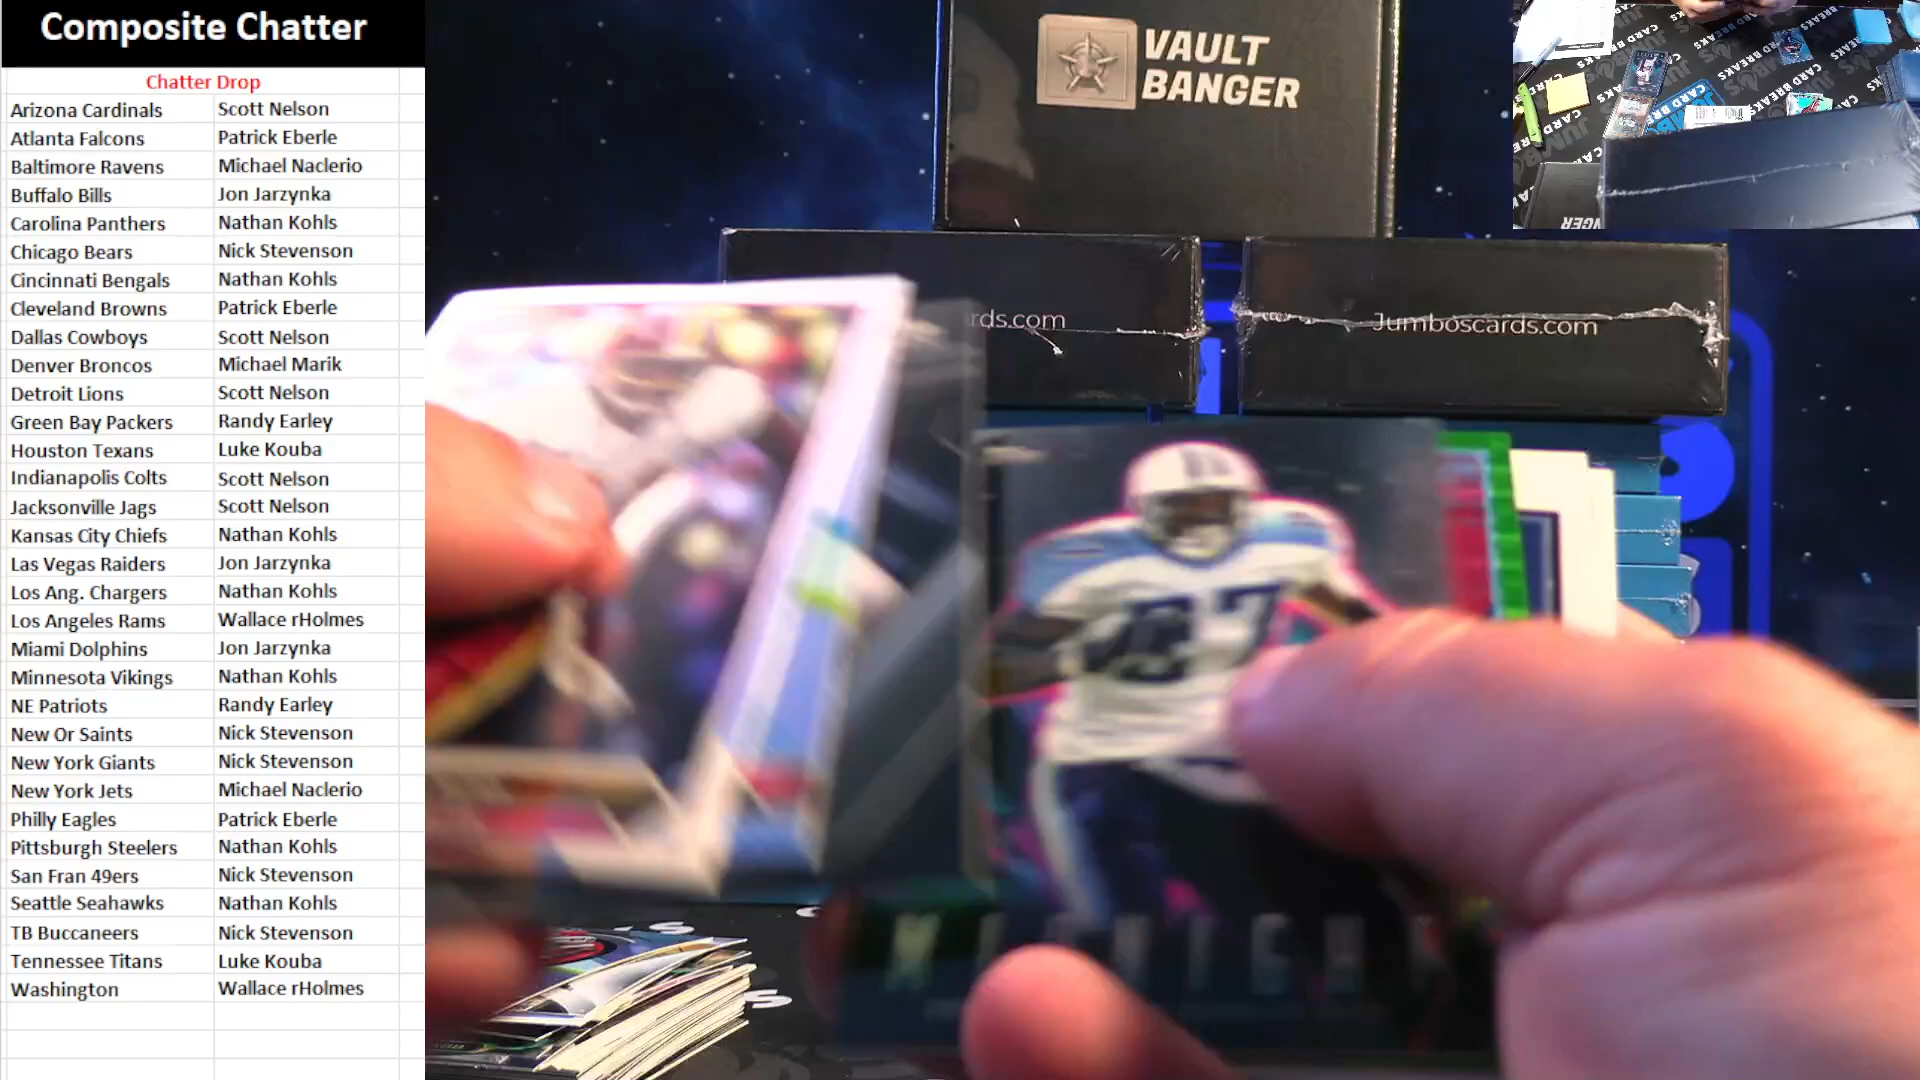 Composite Chatter
Chatter Drop
Arizona Cardinals Scott Nelson
Atlanta Falcons Patrick Eberle
Baltimore Ravens Michael Naclerio
Buffalo Bills Jon Jarzynka
Carolina Panthers Nathan Kohls
Chicago Bears Nick Stevenson
Cincinnati Bengals Nathan Kohls
Cleveland Browns Patrick Eberle
Dallas Cowboys Scott Nelson
Denver Broncos Michael Marik
Detroit Lions Scott Nelson
Green Bay Packers Randy Earley
Houston Texans Luke Kouba
Indianapolis Colts Scott Nelson
Jacksonville Jags Scott Nelson
Kansas City Chiefs Nathan Kohls
Las Vegas Raiders Jon Jarzynka
Los Ang. Chargers Nathan Kohls
Los Angeles Rams Wallace rHolmes
Miami Dolphins Jon Jarzynka
Minnesota Vikings Nathan Kohls
NE Patriots Randy Earley
New Or Saints Nick Stevenson
New York Giants Nick Stevenson
New York Jets Michael Naclerio
Philly Eagles Patrick Eberle
Pittsburgh Steelers Nathan Kohls
San Fran 49ers Nick Stevenson
Seattle Seahawks Nathan Kohls
TB Buccaneers Nick Stevenson
Tennessee Titans Luke Kouba
Washington Wallace rHolmes
VAULT
BANGER
rds.com
Jumboscards.com
CARD BREAKS
CARD BREAKS